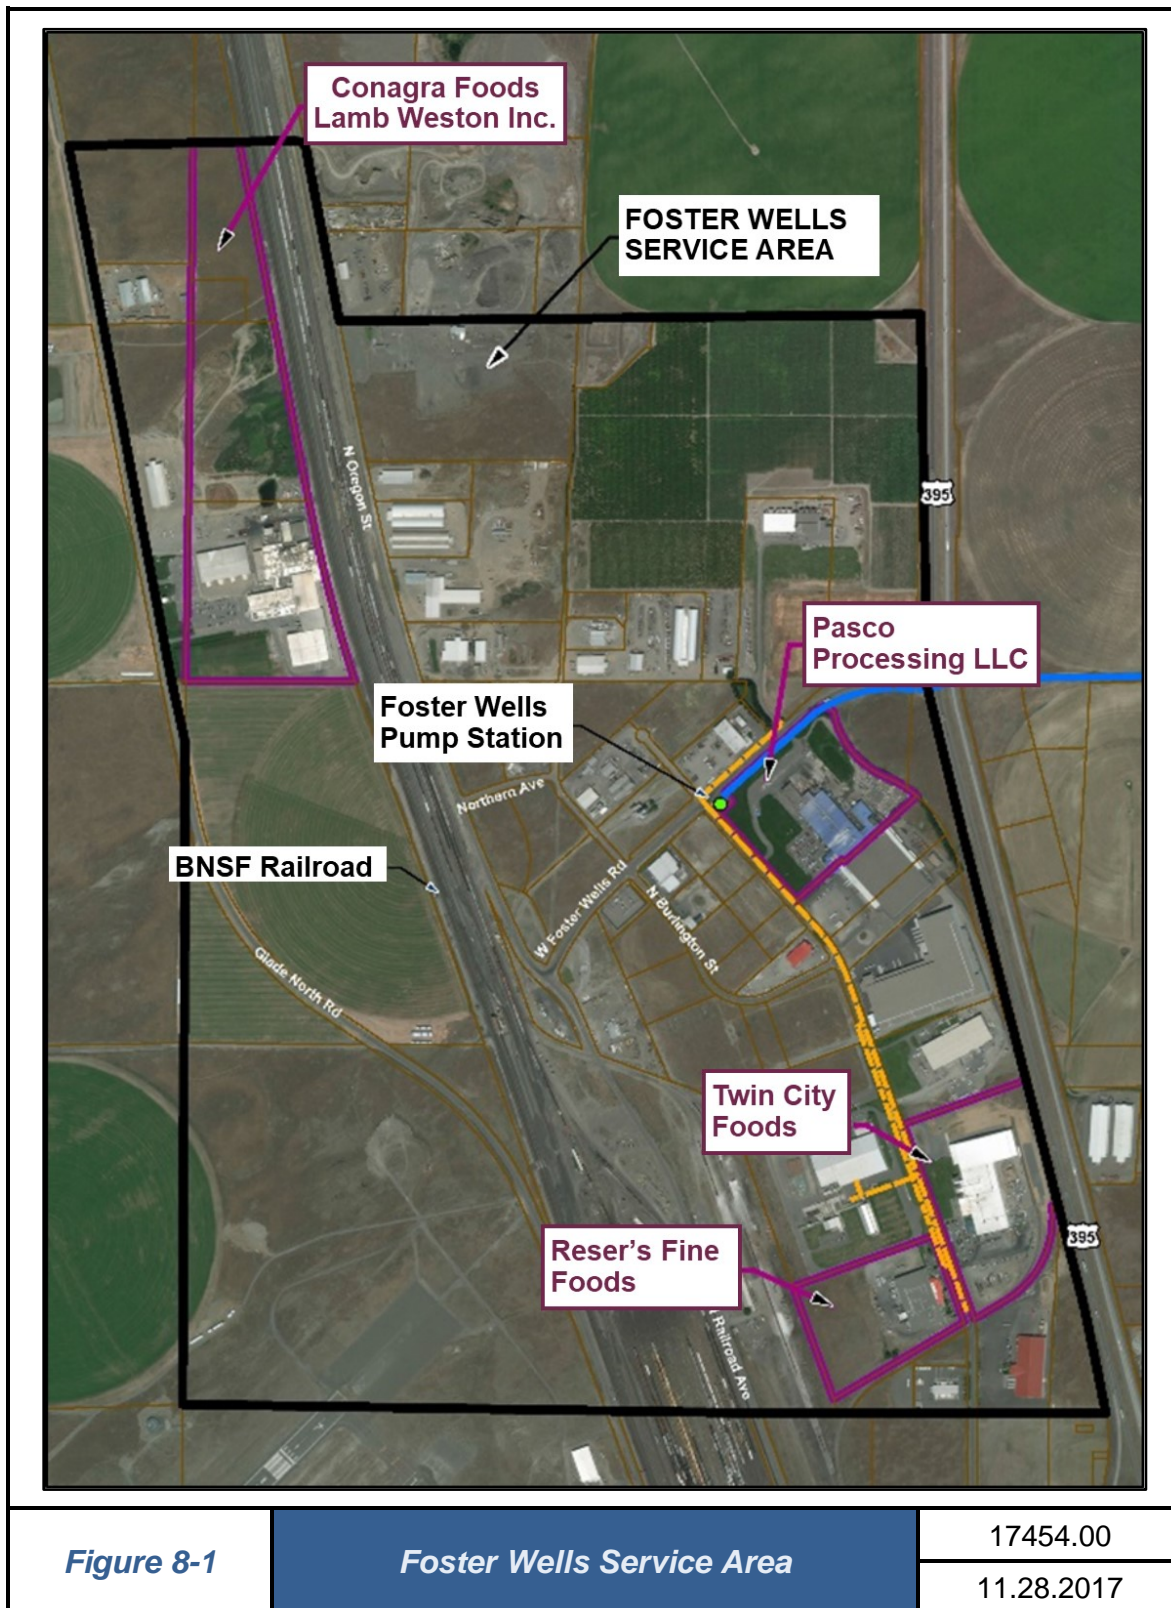 Conagra Foods
Lamb Weston Inc.
FOSTER WELLS
SERVICE AREA
N Oregon St
395
Pasco
Processing LLC
Foster Wells
Pump Station
Northern Ave
BNSF Railroad
W Foster Wells Rd
N Burlington St
Glade North Rd
Twin City
Foods
395
Reser's Fine
Foods
Railroad Ave
Figure 8-1
Foster Wells Service Area
17454.00
11.28.2017